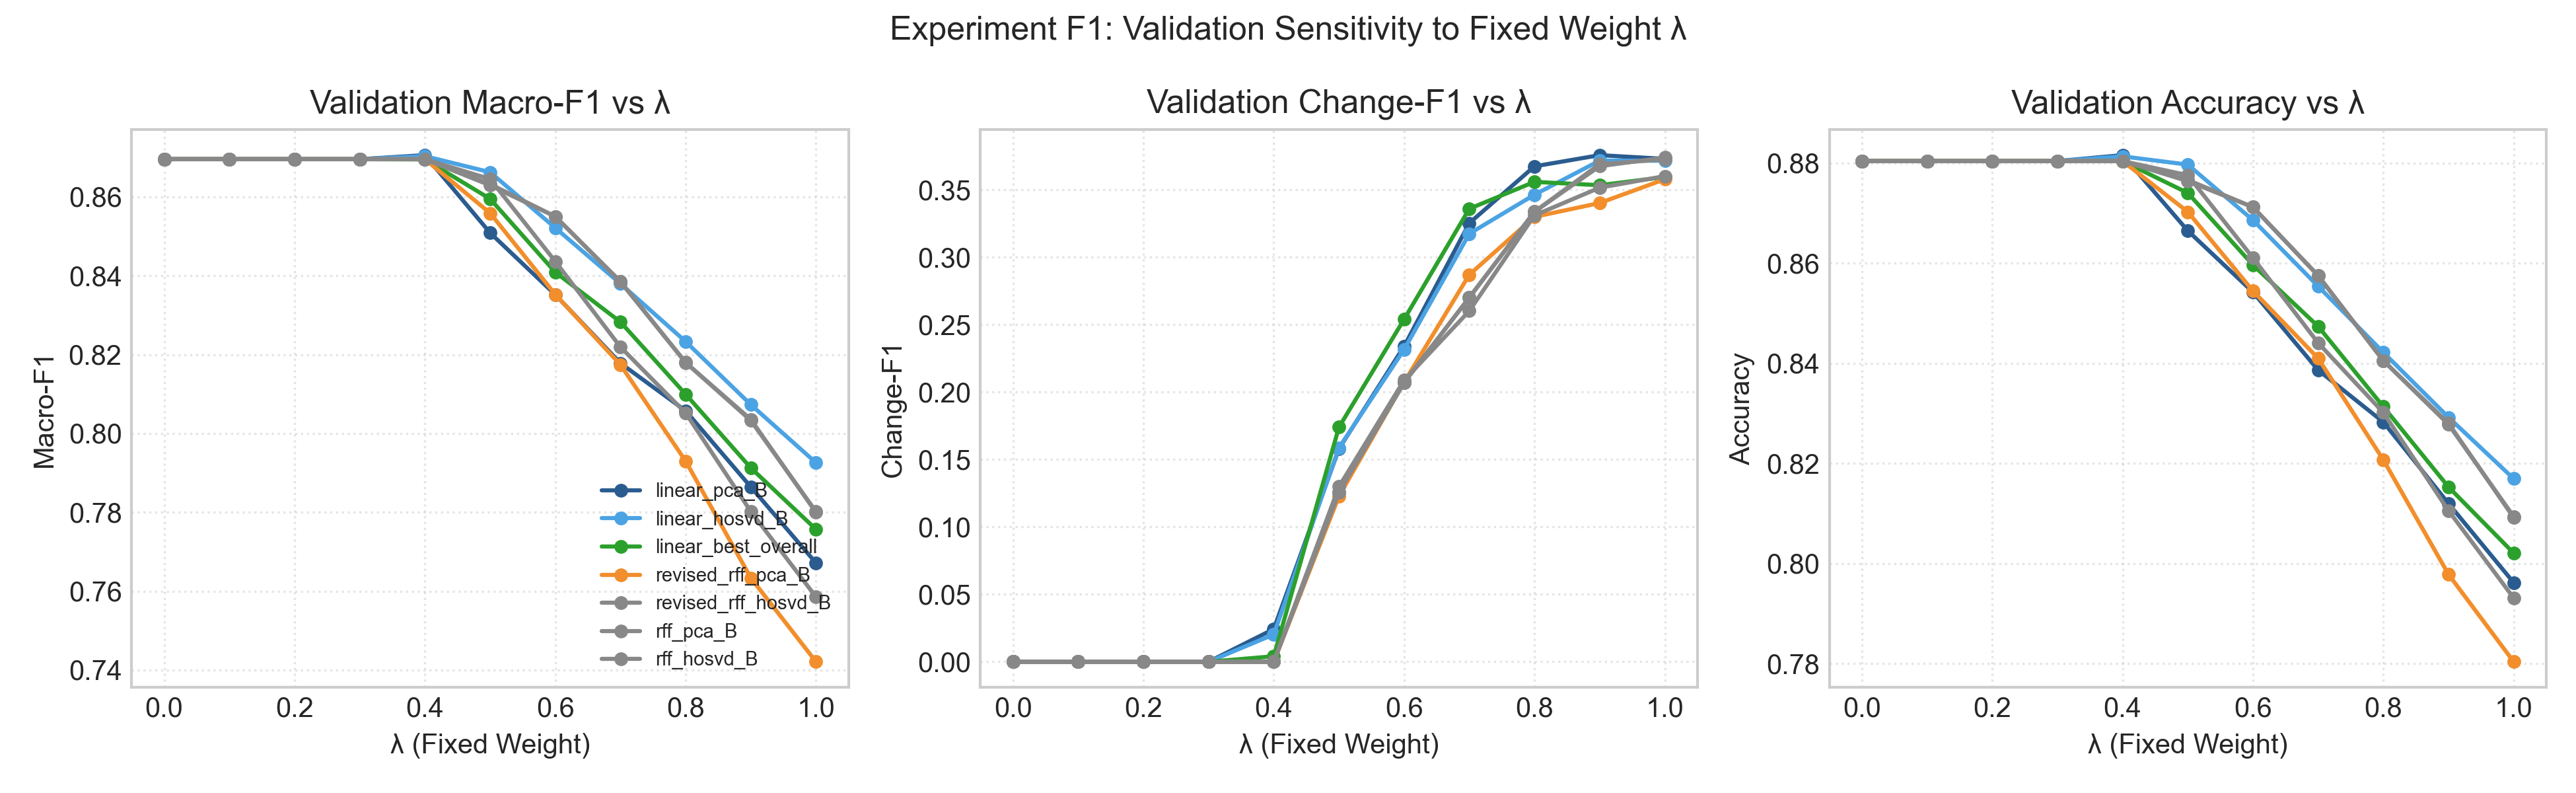 Experiment F1: Validation Sensitivity to Fixed Weight λ
Validation Macro-F1 vs λ
Macro-F1
0.86
0.84
0.82
0.80
0.78
0.76
0.74
linear_pca_B
linear_hosvd_B
linear_best_overall
revised_rff_pca_B
revised_rff_hosvd_B
rff_pca_B
rff_hosvd_B
0.0 0.2 0.4 0.6 0.8 1.0
λ (Fixed Weight)
Validation Change-F1 vs λ
Change-F1
0.35
0.30
0.25
0.20
0.15
0.10
0.05
0.00
0.0 0.2 0.4 0.6 0.8 1.0
λ (Fixed Weight)
Validation Accuracy vs λ
Accuracy
0.88
0.86
0.84
0.82
0.80
0.78
0.0 0.2 0.4 0.6 0.8 1.0
λ (Fixed Weight)